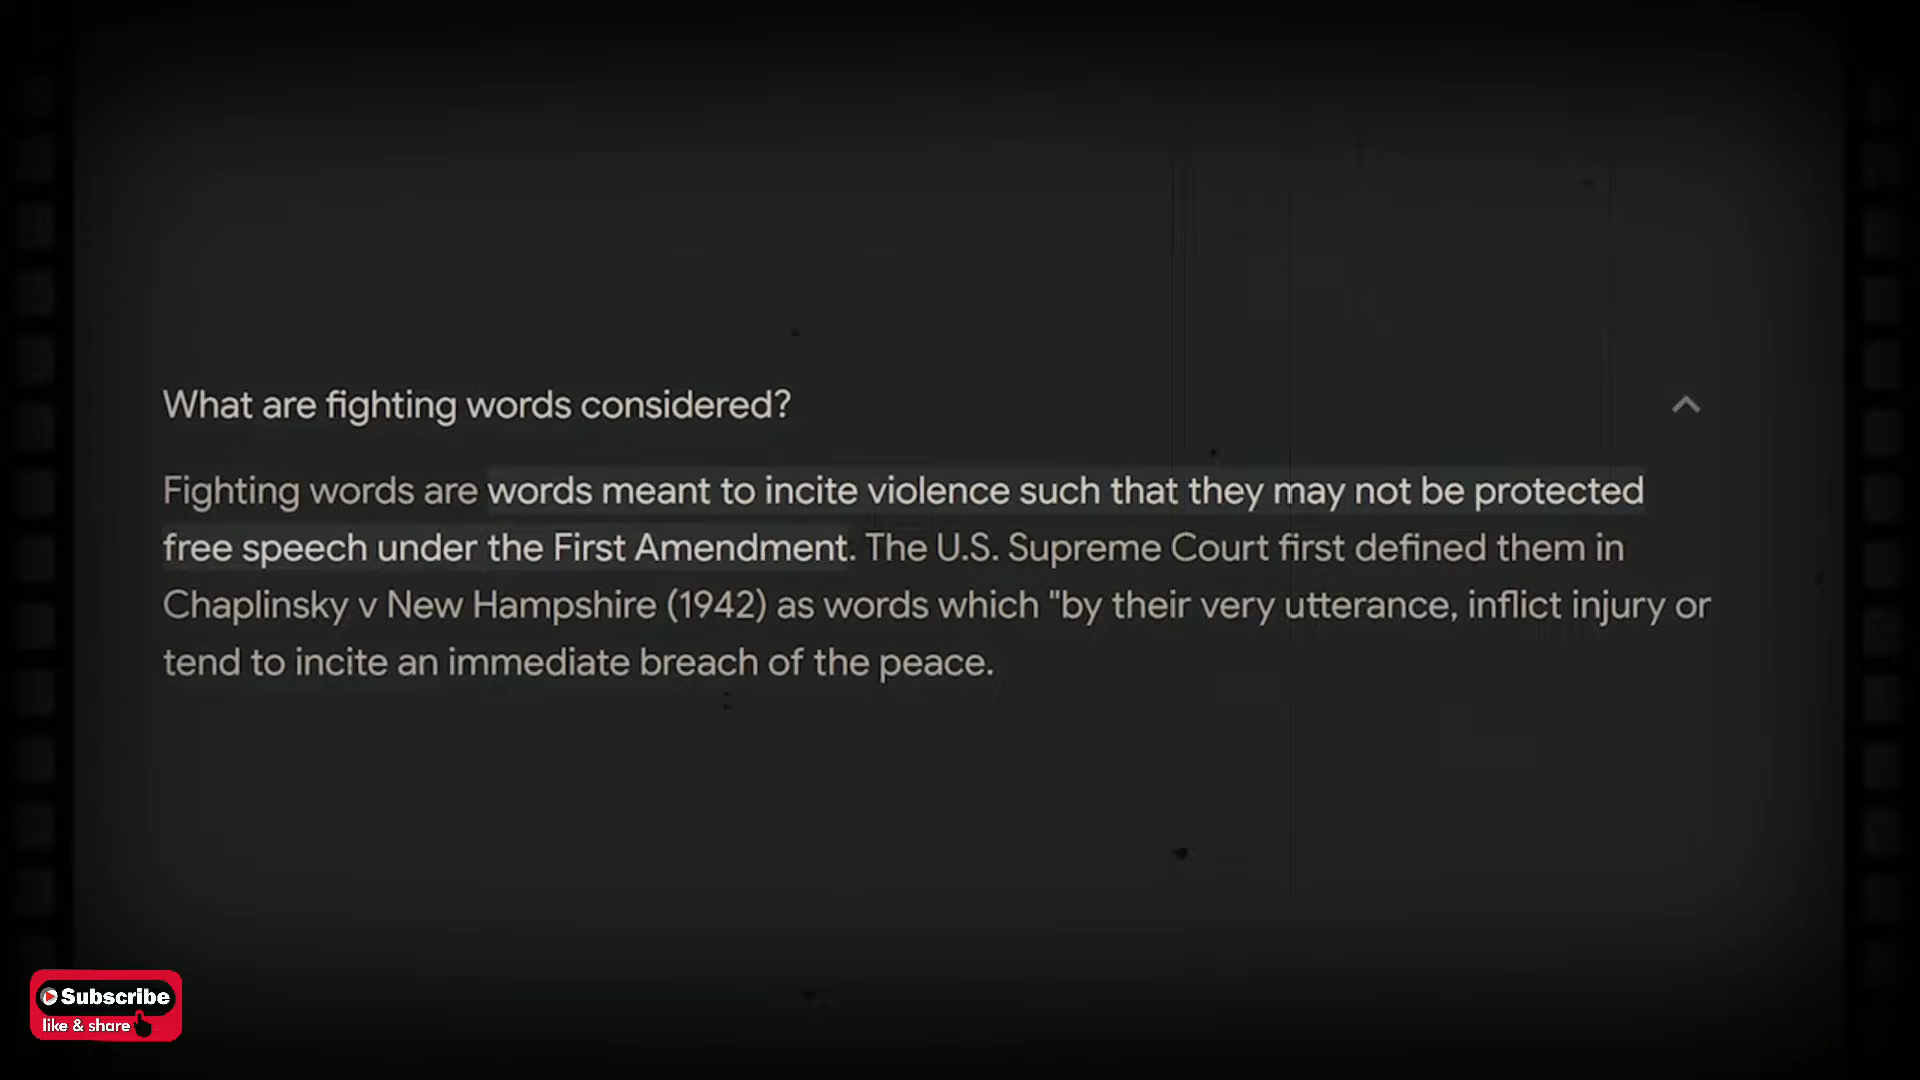 What are fighting words considered?
Fighting words are words meant to incite violence such that they may not be protected
free speech under the First Amendment. The U.S. Supreme Court first defined them in
Chaplinsky v New Hampshire (1942) as words which "by their very utterance, inflict injury or
tend to incite an immediate breach of the peace.
Subscribe
like & share